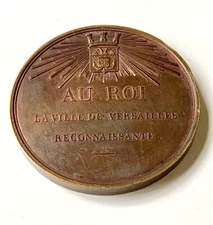 AU ROI
LA VILLE DE VERSAILLES
RECONNAISSANTE